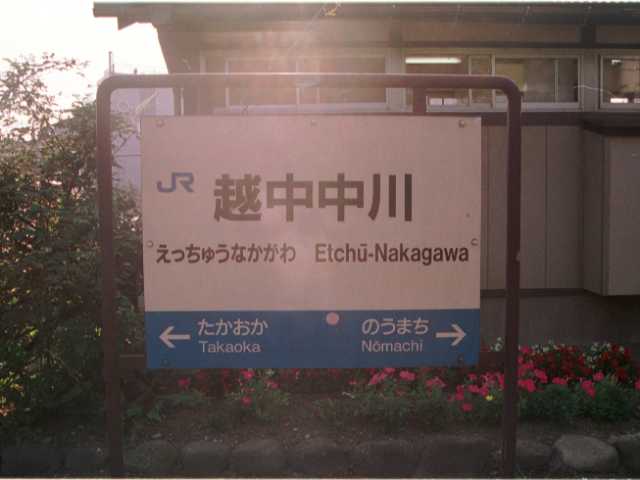 JR 越中中川
えっちゅうなかがわ Etchū-Nakagawa
← たかおか のうまち →
Takaoka Nōmachi